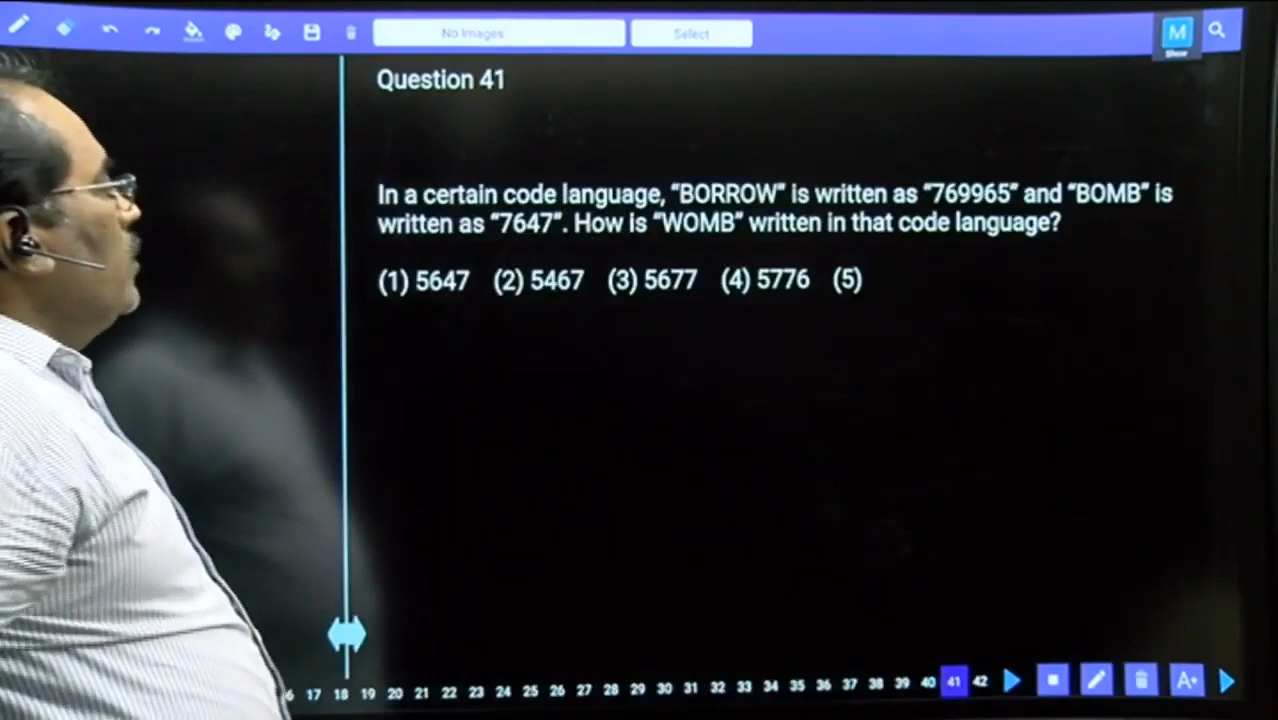 No Images Select M
Show
Question 41
In a certain code language, “BORROW” is written as “769965” and “BOMB” is
written as “7647”. How is “WOMB” written in that code language?
(1) 5647 (2) 5467 (3) 5677 (4) 5776 (5)
6 17 18 19 20 21 22 23 24 25 26 27 28 29 30 31 32 33 34 35 36 37 38 39 40 41 42 A+